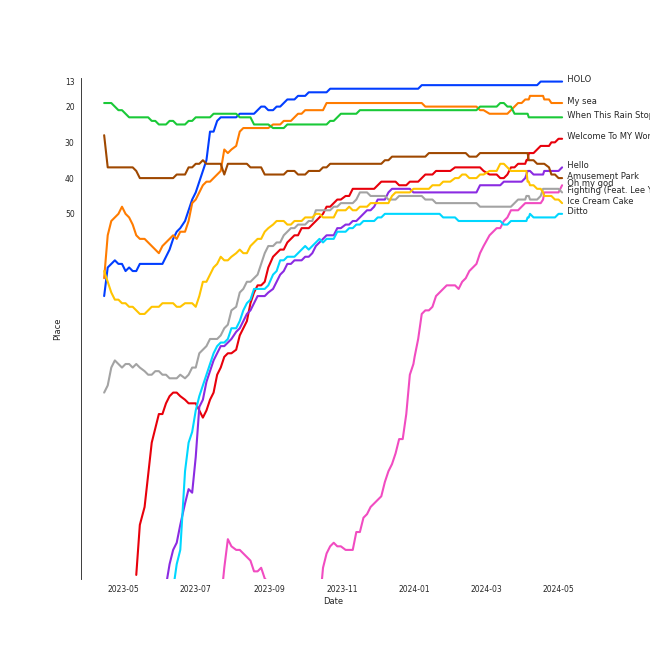 13
20
30
40
50
Place
2023-05
2023-07
2023-09
2023-11
2024-01
2024-03
2024-05
Date
HOLO
My sea
When This Rain Stop
Welcome To MY Wor
Hello
Amusement Park
Oh my god
Fighting (Feat. Lee Y
Ice Cream Cake
Ditto